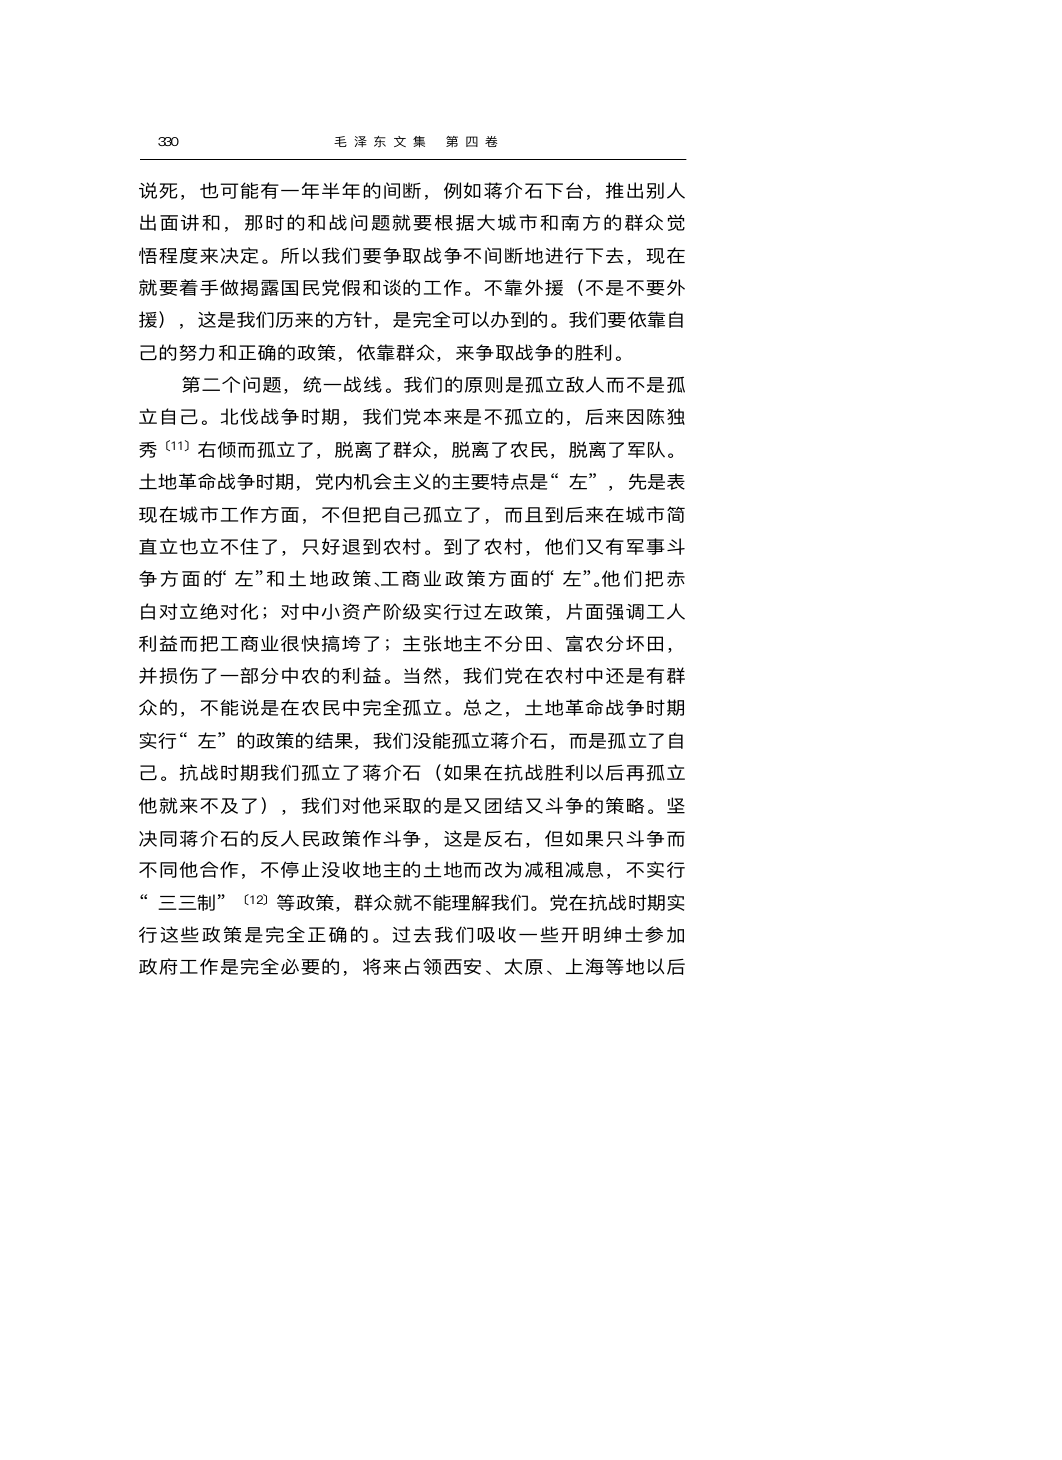 330 毛泽东文集 第四卷
说死，也可能有一年半年的间断，例如蒋介石下台，推出别人
出面讲和，那时的和战问题就要根据大城市和南方的群众觉
悟程度来决定。所以我们要争取战争不间断地进行下去，现在
就要着手做揭露国民党假和谈的工作。不靠外援（不是不要外
援），这是我们历来的方针，是完全可以办到的。我们要依靠自
己的努力和正确的政策，依靠群众，来争取战争的胜利。
第二个问题，统一战线。我们的原则是孤立敌人而不是孤
立自己。北伐战争时期，我们党本来是不孤立的，后来因陈独
秀〔11〕右倾而孤立了，脱离了群众，脱离了农民，脱离了军队。
土地革命战争时期，党内机会主义的主要特点是“左”，先是表
现在城市工作方面，不但把自己孤立了，而且到后来在城市简
直立也立不住了，只好退到农村。到了农村，他们又有军事斗
争方面的“左”和土地政策、工商业政策方面的“左”。他们把赤
白对立绝对化；对中小资产阶级实行过左政策，片面强调工人
利益而把工商业很快搞垮了；主张地主不分田、富农分坏田，
并损伤了一部分中农的利益。当然，我们党在农村中还是有群
众的，不能说是在农民中完全孤立。总之，土地革命战争时期
实行“左”的政策的结果，我们没能孤立蒋介石，而是孤立了自
己。抗战时期我们孤立了蒋介石（如果在抗战胜利以后再孤立
他就来不及了），我们对他采取的是又团结又斗争的策略。坚
决同蒋介石的反人民政策作斗争，这是反右，但如果只斗争而
不同他合作，不停止没收地主的土地而改为减租减息，不实行
“三三制”〔12〕等政策，群众就不能理解我们。党在抗战时期实
行这些政策是完全正确的。过去我们吸收一些开明绅士参加
政府工作是完全必要的，将来占领西安、太原、上海等地以后